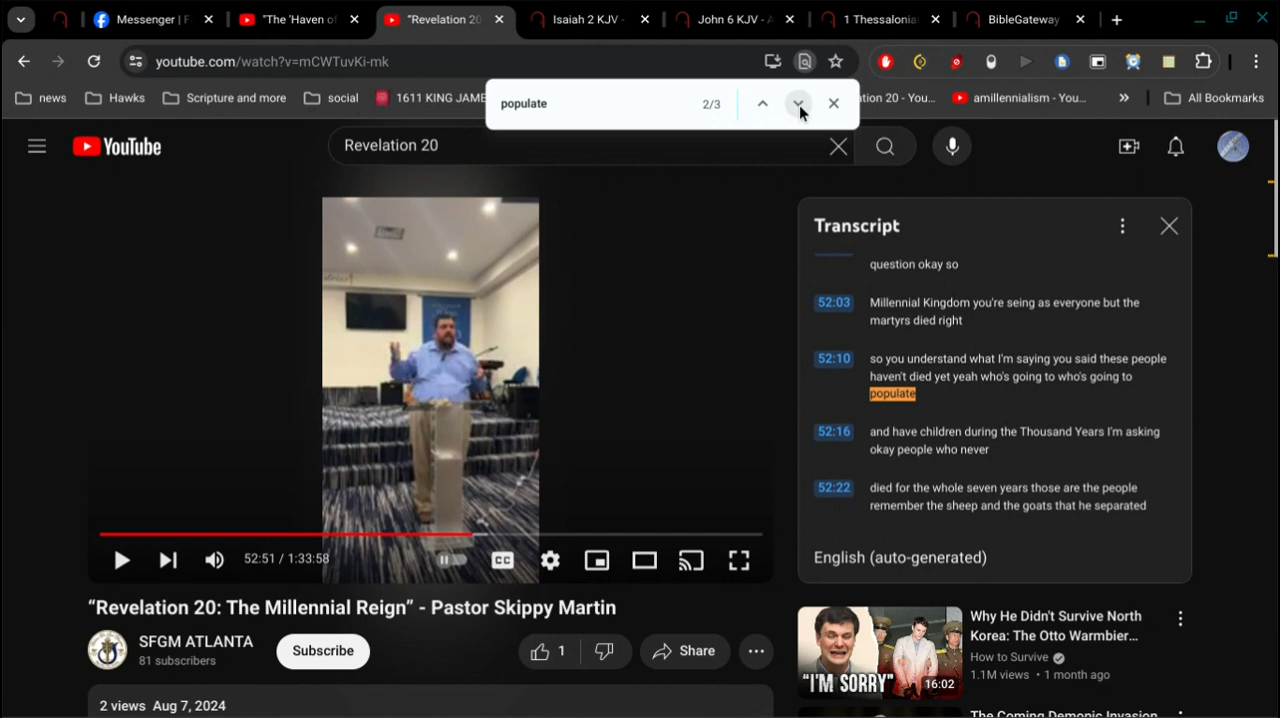 Messenger | F
"The 'Haven of
"Revelation 20
Isaiah 2 KJV -
John 6 KJV - A
1 Thessalonia
BibleGateway
youtube.com/watch?v=mCWTuvKi-mk
populate
2/3
news
Hawks
Scripture and more
social
1611 KING JAME
ation 20 - You...
amillennialism - You...
All Bookmarks
YouTube
Revelation 20
Transcript
question okay so
52:03
Millennial Kingdom you're seing as everyone but the
martyrs died right
52:10
so you understand what I'm saying you said these people
haven't died yet yeah who's going to who's going to
populate
52:16
and have children during the Thousand Years I'm asking
okay people who never
52:22
died for the whole seven years those are the people
remember the sheep and the goats that he separated
English (auto-generated)
52:51 / 1:33:58
CC
"Revelation 20: The Millennial Reign" - Pastor Skippy Martin
SFGM ATLANTA
81 subscribers
Subscribe
1
Share
2 views Aug 7, 2024
"I'M SORRY"
16:02
Why He Didn't Survive North
Korea: The Otto Warmbier...
How to Survive
1.1M views • 1 month ago
The Coming Demonic Invasion